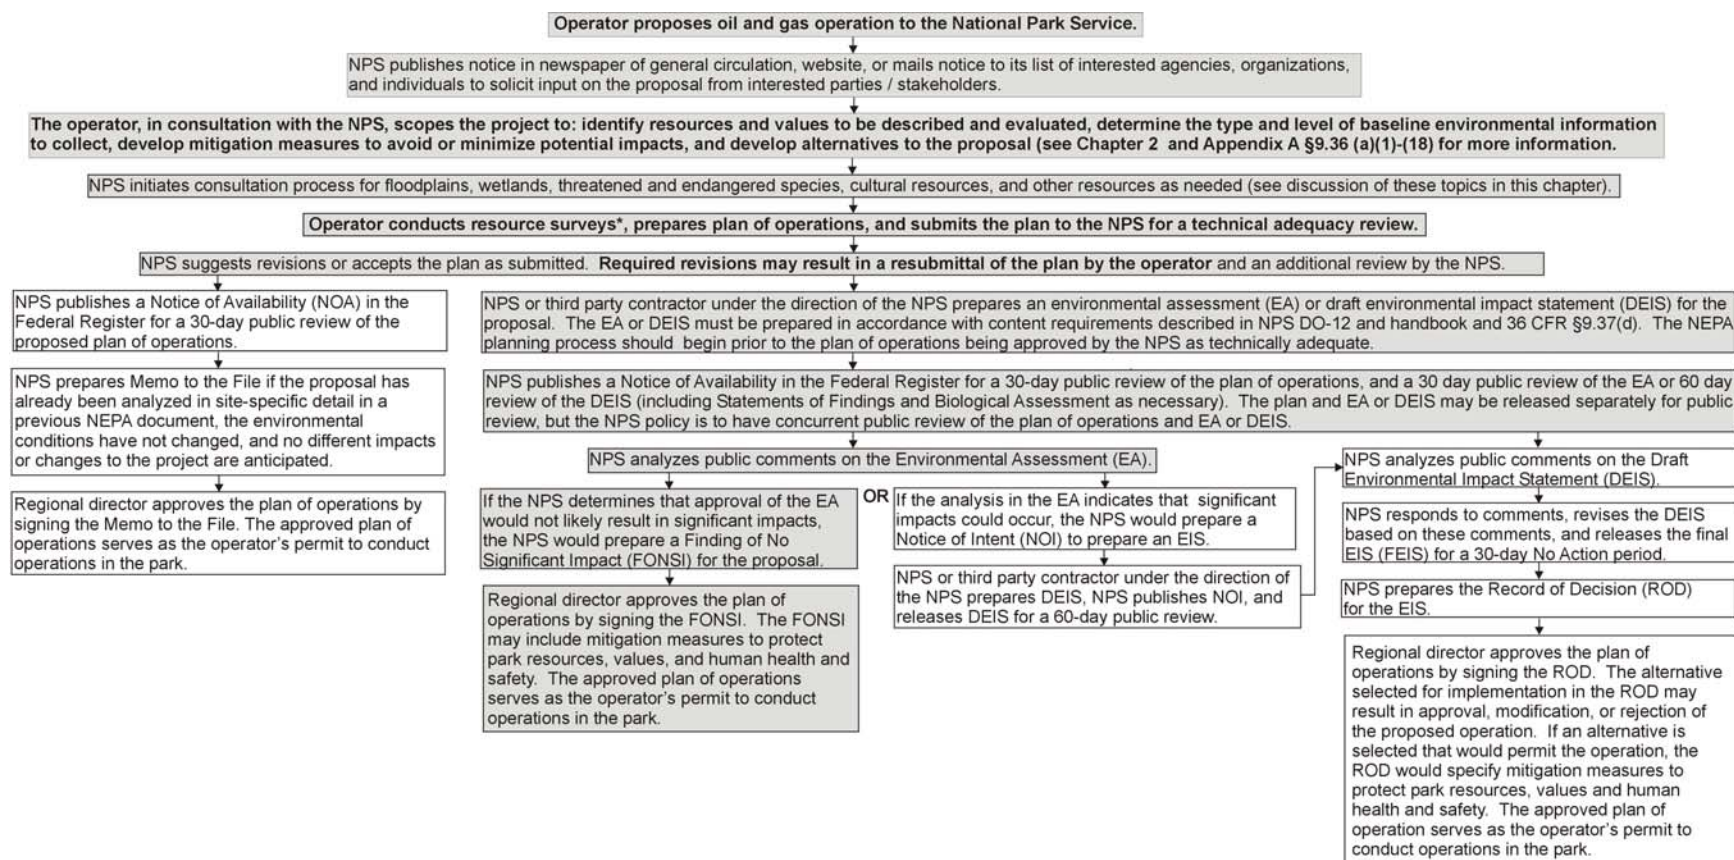 Operator proposes oil and gas operation to the National Park Service.
NPS publishes notice in newspaper of general circulation, website, or mails notice to its list of interested agencies, organizations,
and individuals to solicit input on the proposal from interested parties / stakeholders.
The operator, in consultation with the NPS, scopes the project to: identify resources and values to be described and evaluated, determine the type and level of baseline environmental information
to collect, develop mitigation measures to avoid or minimize potential impacts, and develop alternatives to the proposal (see Chapter 2 and Appendix A §9.36 (a)(1)-(18) for more information.
NPS initiates consultation process for floodplains, wetlands, threatened and endangered species, cultural resources, and other resources as needed (see discussion of these topics in this chapter).
Operator conducts resource surveys*, prepares plan of operations, and submits the plan to the NPS for a technical adequacy review.
NPS suggests revisions or accepts the plan as submitted. Required revisions may result in a resubmittal of the plan by the operator and an additional review by the NPS.
NPS publishes a Notice of Availability (NOA) in the
Federal Register for a 30-day public review of the
proposed plan of operations.
NPS prepares Memo to the File if the proposal has
already been analyzed in site-specific detail in a
previous NEPA document, the environmental
conditions have not changed, and no different impacts
or changes to the project are anticipated.
Regional director approves the plan of operations by
signing the Memo to the File. The approved plan of
operations serves as the operator's permit to conduct
operations in the park.
NPS or third party contractor under the direction of the NPS prepares an environmental assessment (EA) or draft environmental impact statement (DEIS) for the
proposal. The EA or DEIS must be prepared in accordance with content requirements described in NPS DO-12 and handbook and 36 CFR §9.37(d). The NEPA
planning process should begin prior to the plan of operations being approved by the NPS as technically adequate.
NPS publishes a Notice of Availability in the Federal Register for a 30-day public review of the plan of operations, and a 30 day public review of the EA or 60 day
review of the DEIS (including Statements of Findings and Biological Assessment as necessary). The plan and EA or DEIS may be released separately for public
review, but the NPS policy is to have concurrent public review of the plan of operations and EA or DEIS.
NPS analyzes public comments on the Environmental Assessment (EA).
If the NPS determines that approval of the EA
would not likely result in significant impacts,
the NPS would prepare a Finding of No
Significant Impact (FONSI) for the proposal.
Regional director approves the plan of
operations by signing the FONSI. The FONSI
may include mitigation measures to protect
park resources, values, and human health and
safety. The approved plan of operations
serves as the operator's permit to conduct
operations in the park.
OR
If the analysis in the EA indicates that significant
impacts could occur, the NPS would prepare a
Notice of Intent (NOI) to prepare an EIS.
NPS or third party contractor under the direction of
the NPS prepares DEIS, NPS publishes NOI, and
releases DEIS for a 60-day public review.
NPS analyzes public comments on the Draft
Environmental Impact Statement (DEIS).
NPS responds to comments, revises the DEIS
based on these comments, and releases the final
EIS (FEIS) for a 30-day No Action period.
NPS prepares the Record of Decision (ROD)
for the EIS.
Regional director approves the plan of
operations by signing the ROD. The alternative
selected for implementation in the ROD may
result in approval, modification, or rejection of
the proposed operation. If an alternative is
selected that would permit the operation, the
ROD would specify mitigation measures to
protect park resources, values and human
health and safety. The approved plan of
operation serves as the operator's permit to
conduct operations in the park.